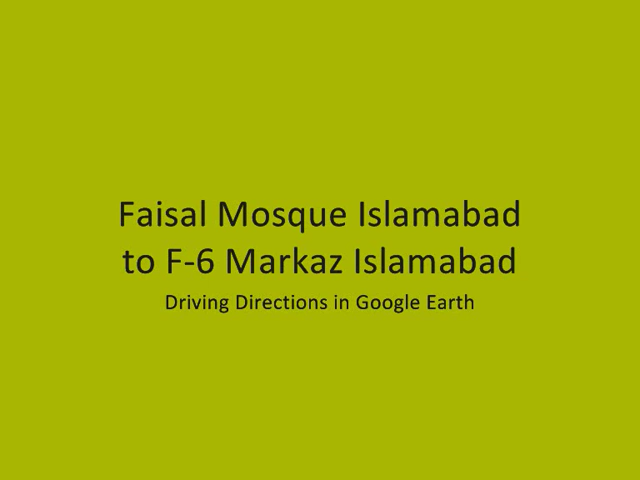 Faisal Mosque Islamabad
to F-6 Markaz Islamabad
Driving Directions in Google Earth